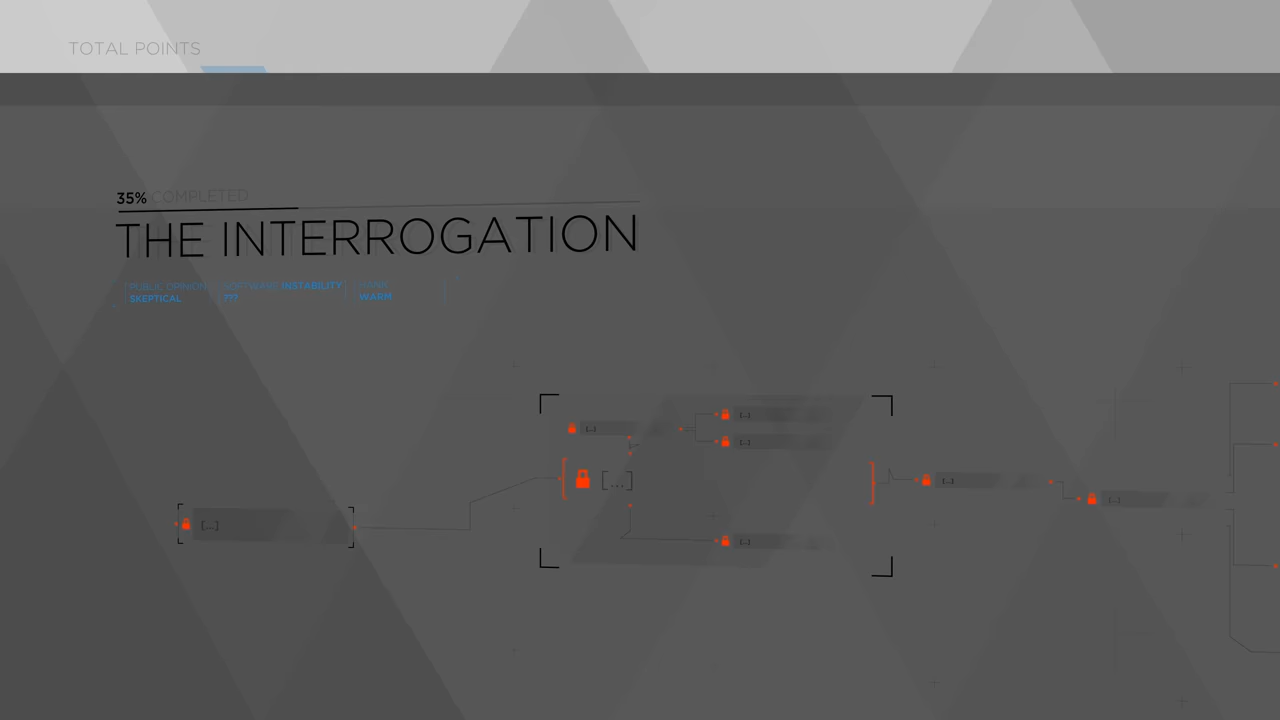 TOTAL POINTS
35% COMPLETED
THE INTERROGATION
PUBLIC OPINION SOFTWARE INSTABILITY HANK
SKEPTICAL ??? WARM
[...]
[...]
[...]
[...]
[...]
[...]
[...]
[...]